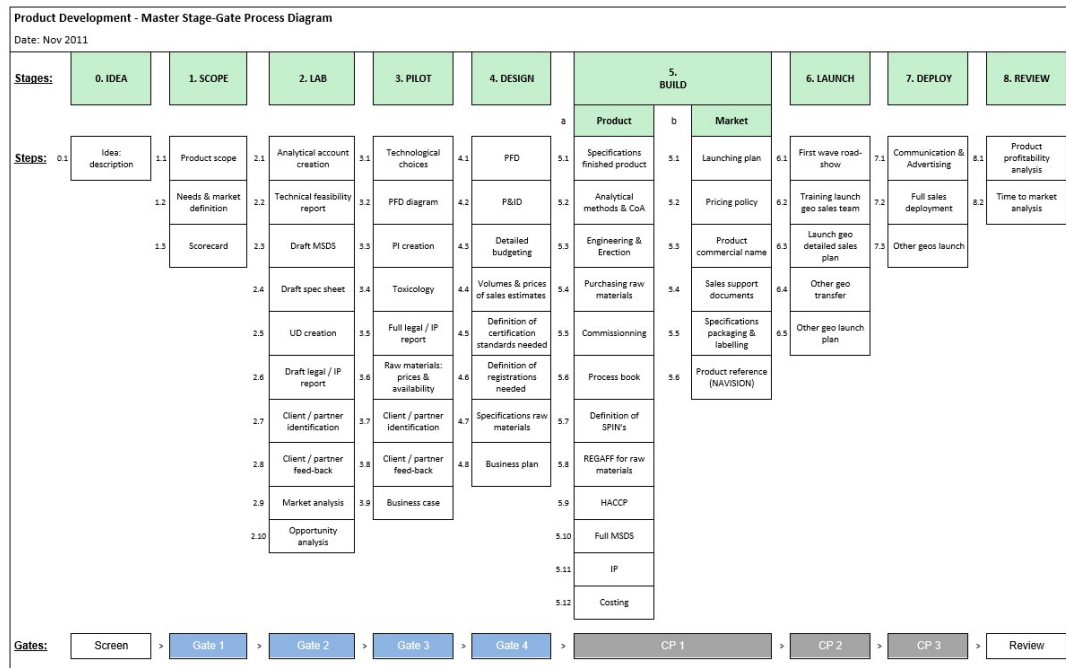 Product Development - Master Stage-Gate Process Diagram
Date: Nov 2011
Stages:
0. IDEA
1. SCOPE
2. LAB
3. PILOT
4. DESIGN
5.
BUILD
6. LAUNCH
7. DEPLOY
8. REVIEW
a
Product
b
Market
Steps:
0.1
Idea:
description
1.1
Product scope
1.2
Needs & market
definition
1.3
Scorecard
2.1
Analytical account
creation
2.2
Technical feasibility
report
2.3
Draft MSDS
2.4
Draft spec sheet
2.5
UD creation
2.6
Draft legal / IP
report
2.7
Client / partner
identification
2.8
Client / partner
feed-back
2.9
Market analysis
2.10
Opportunity
analysis
3.1
Technological
choices
3.2
PFD diagram
3.3
PI creation
3.4
Toxicology
3.5
Full legal / IP
report
3.6
Raw materials:
prices &
availability
3.7
Client / partner
identification
3.8
Client / partner
feed-back
3.9
Business case
4.1
PFD
4.2
P&ID
4.3
Detailed
budgeting
4.4
Volumes & prices
of sales estimates
4.5
Definition of
certification
standards needed
4.6
Definition of
registrations
needed
4.7
Specifications raw
materials
4.8
Business plan
5.1
Specifications
finished product
5.2
Analytical
methods & CoA
5.3
Engineering &
Erection
5.4
Purchasing raw
materials
5.5
Commissionning
5.6
Process book
5.7
Definition of
SPIN's
5.8
REGAFF for raw
materials
5.9
HACCP
5.10
Full MSDS
5.11
IP
5.12
Costing
5.1
Launching plan
5.2
Pricing policy
5.3
Product
commercial name
5.4
Sales support
documents
5.5
Specifications
packaging &
labelling
5.6
Product reference
(NAVISION)
6.1
First wave road-
show
6.2
Training launch
geo sales team
6.3
Launch geo
detailed sales
plan
6.4
Other geo
transfer
6.5
Other geo launch
plan
7.1
Communication &
Advertising
7.2
Full sales
deployment
7.3
Other geos launch
8.1
Product
profitability
analysis
8.2
Time to market
analysis
Gates:
Screen
>
Gate 1
>
Gate 2
>
Gate 3
>
Gate 4
>
CP 1
>
CP 2
>
CP 3
>
Review